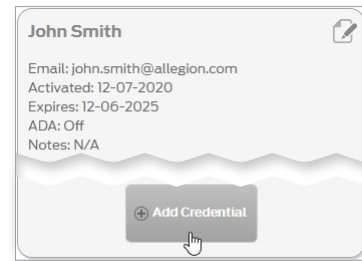 John Smith
Email: john.smith@allegion.com
Activated: 12-07-2020
Expires: 12-06-2025
ADA: Off
Notes: N/A
Add Credential